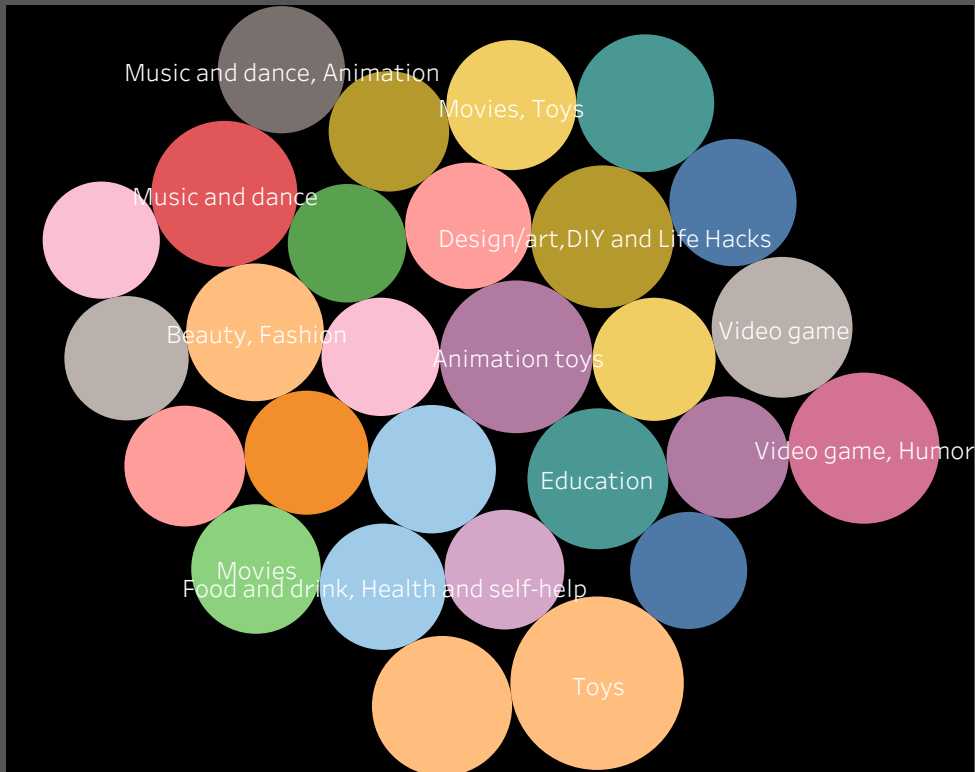 Music and dance, Animation
Movies, Toys
Music and dance
Design/art,DIY and Life Hacks
Beauty, Fashion
Video game
Animation toys
Video game, Humor
Education
Movies
Food and drink, Health and self-help
Toys